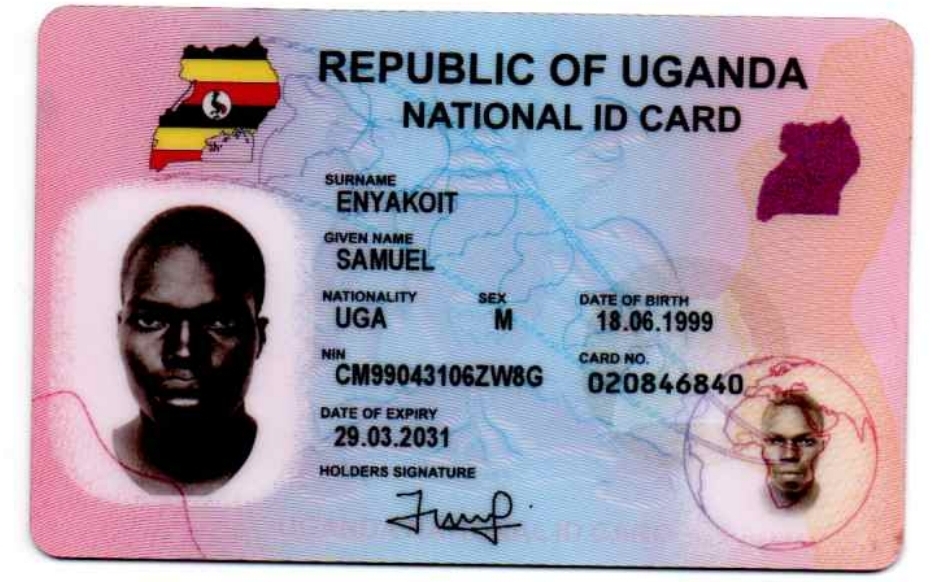 REPUBLIC OF UGANDA
NATIONAL ID CARD
SURNAME
ENYAKOIT
GIVEN NAME
SAMUEL
NATIONALITY SEX DATE OF BIRTH
UGA M 18.06.1999
NIN CARD NO.
CM99043106ZW8G 020846840
DATE OF EXPIRY
29.03.2031
HOLDERS SIGNATURE